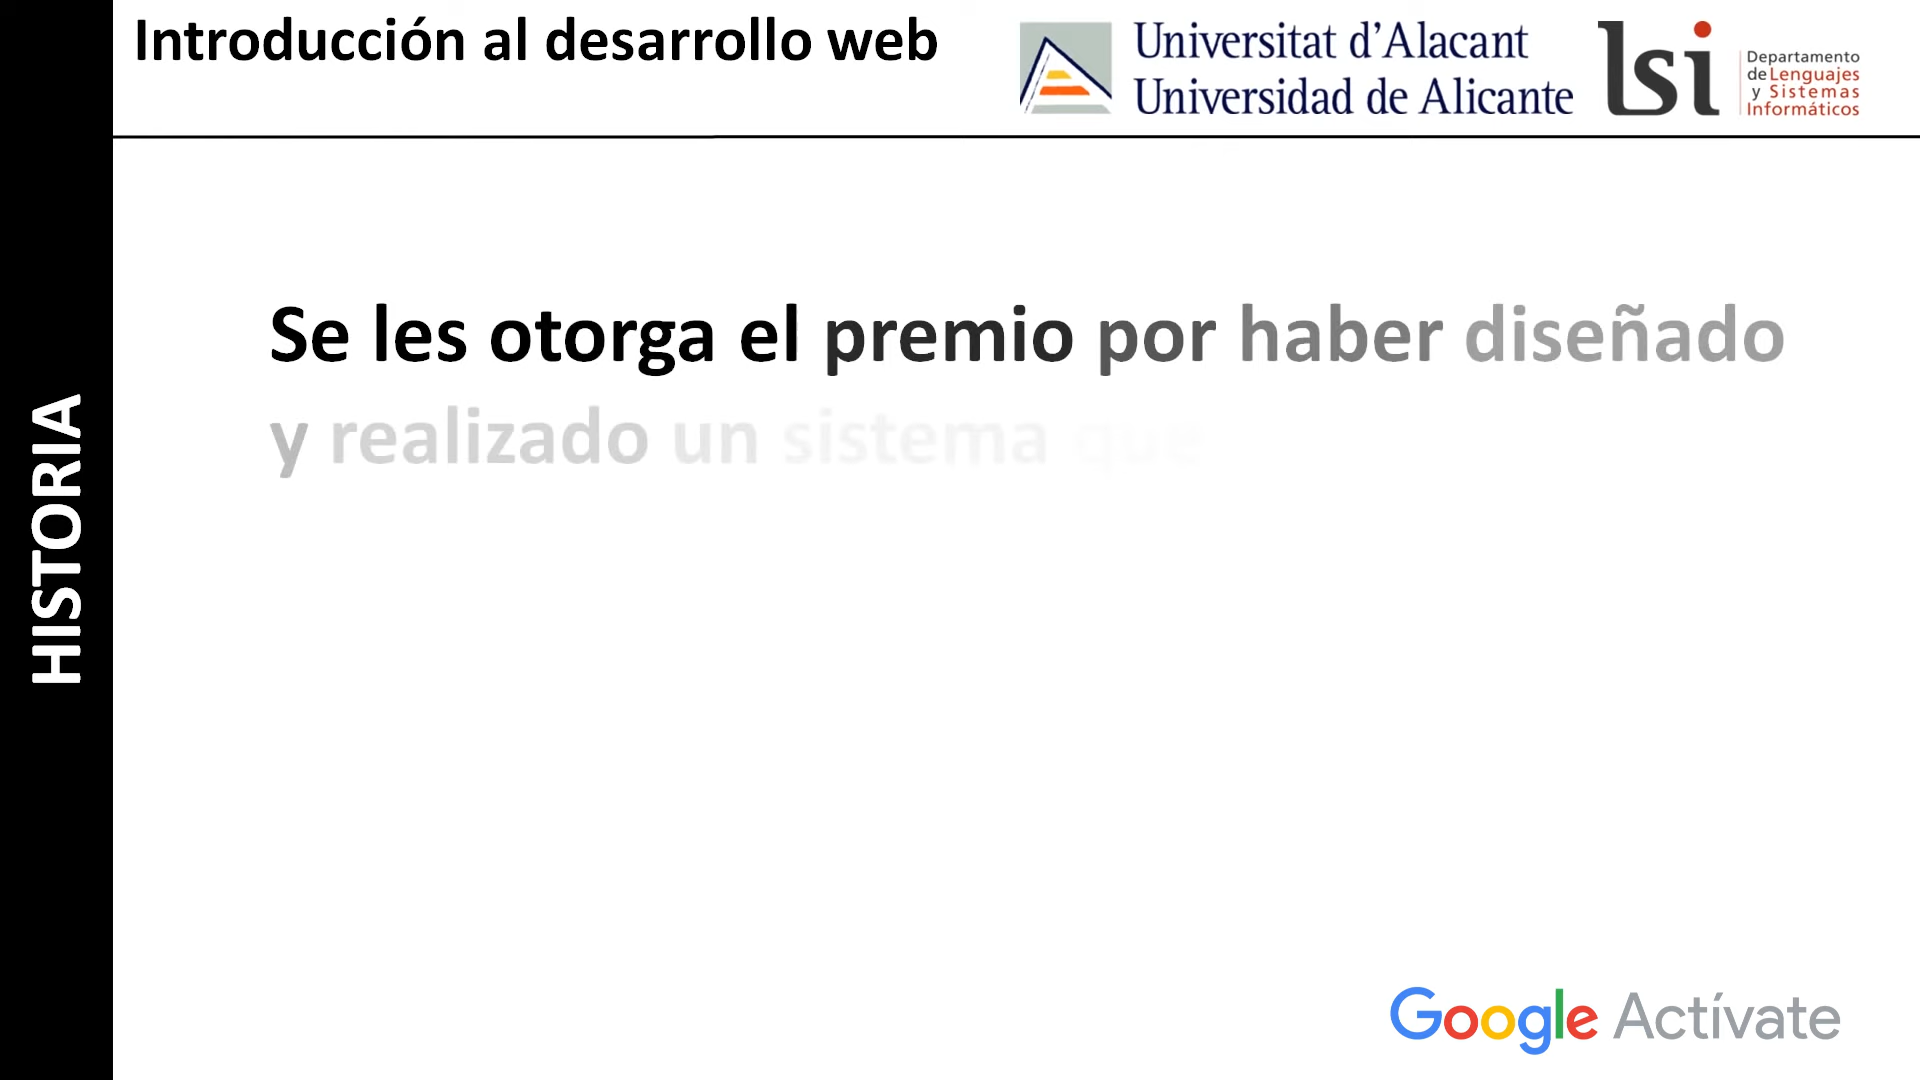 Introducción al desarrollo web
Universitat d'Alacant
Universidad de Alicante
lsi
Departamento
de Lenguajes
y Sistemas
Informáticos
HISTORIA
Se les otorga el premio por haber diseñado
y realizado un sistema que
Google Actívate